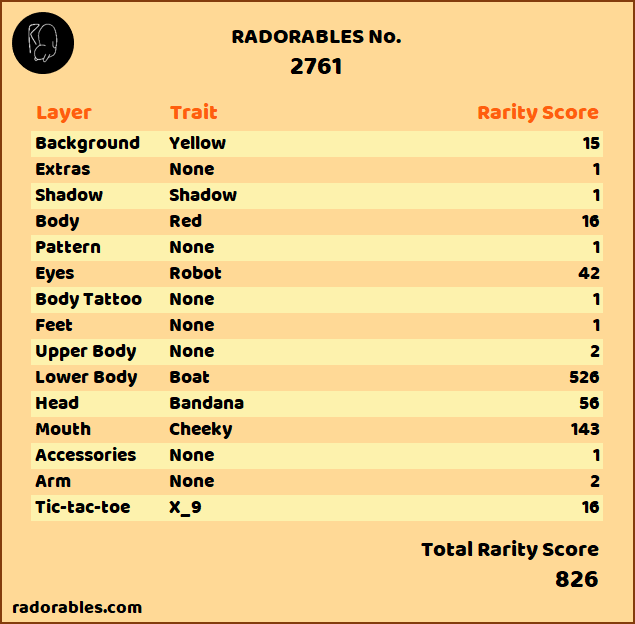 RADORABLES No.
2761
Layer Trait Rarity Score
Background Yellow 15
Extras None 1
Shadow Shadow 1
Body Red 16
Pattern None 1
Eyes Robot 42
Body Tattoo None 1
Feet None 1
Upper Body None 2
Lower Body Boat 526
Head Bandana 56
Mouth Cheeky 143
Accessories None 1
Arm None 2
Tic-tac-toe X_9 16
Total Rarity Score
826
radorables.com